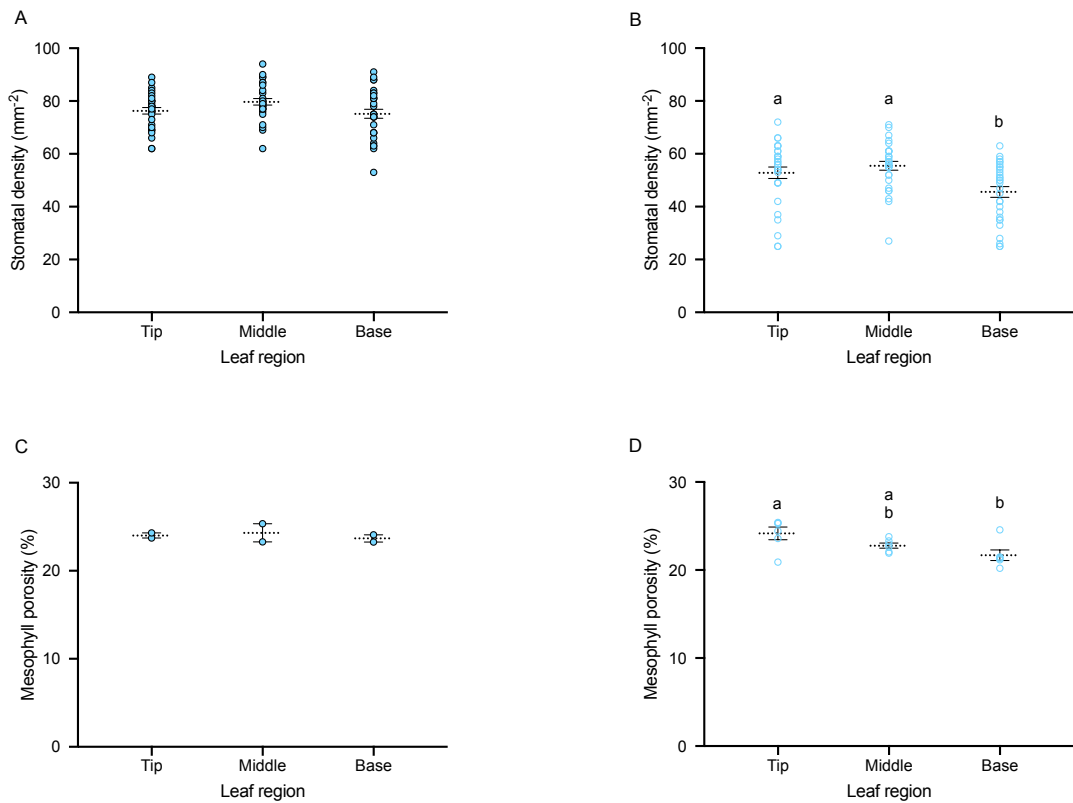 A
Stomatal density (mm⁻²)
100
80
60
40
20
0
Tip
Middle
Base
Leaf region
B
Stomatal density (mm⁻²)
100
80
60
40
20
0
a
a
b
Tip
Middle
Base
Leaf region
C
Mesophyll porosity (%)
30
20
10
0
Tip
Middle
Base
Leaf region
D
Mesophyll porosity (%)
30
20
10
0
a
a
b
b
Tip
Middle
Base
Leaf region